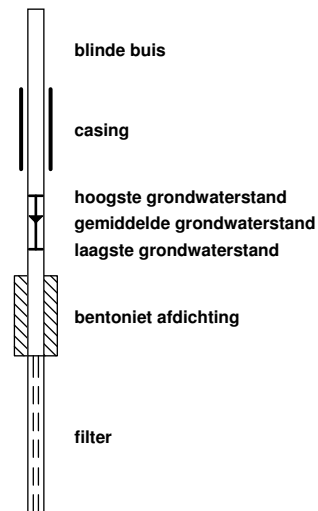 blinde buis
casing
hoogste grondwaterstand
gemiddelde grondwaterstand
laagste grondwaterstand
bentoniet afdichting
filter